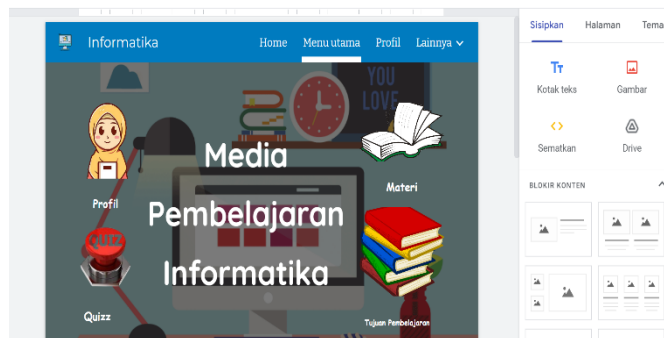 Informatika
Home Menu utama Profil Lainnya
YOU
LOVE
Media
Pembelajaran
Informatika
Profil
Materi
QUIZ
Quizz
Tujuan Pembelajaran
Sisipkan Halaman Tema
Kotak teks Gambar
Sematkan Drive
BLOKIR KONTEN